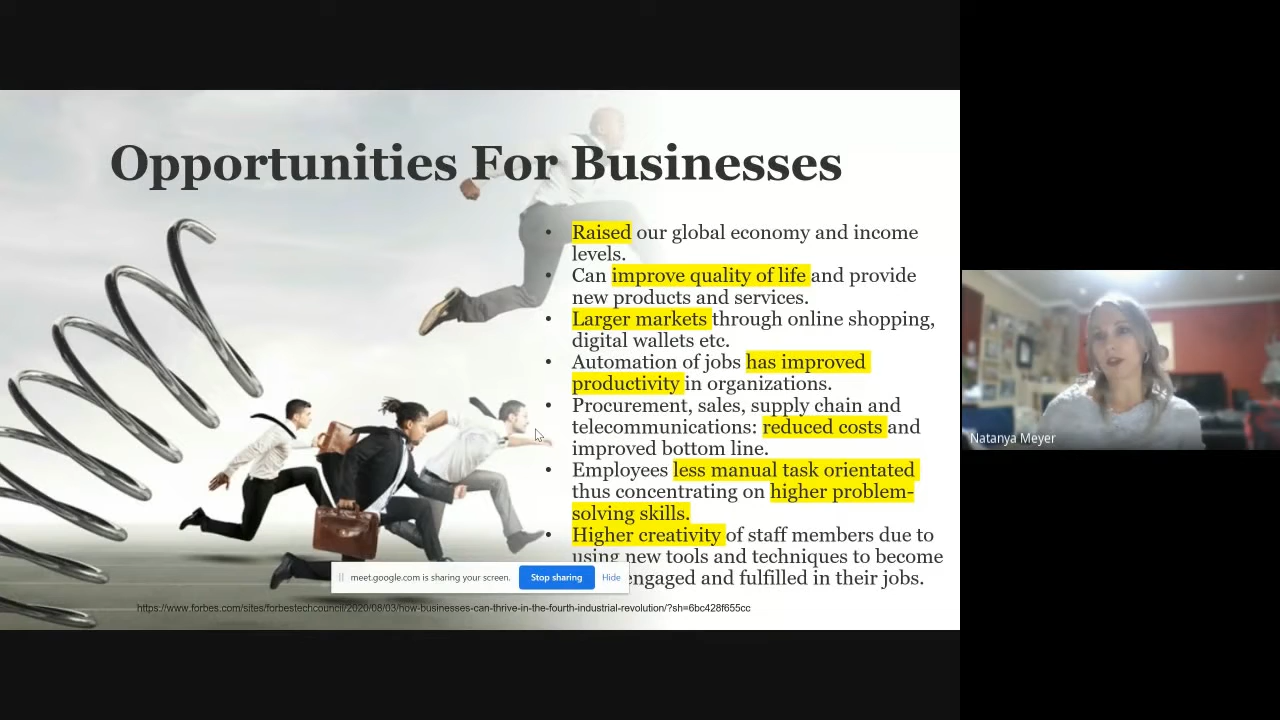 Opportunities For Businesses
• Raised our global economy and income
levels.
• Can improve quality of life and provide
new products and services.
• Larger markets through online shopping,
digital wallets etc.
• Automation of jobs has improved
productivity in organizations.
• Procurement, sales, supply chain and
telecommunications: reduced costs and
improved bottom line.
• Employees less manual task orientated
thus concentrating on higher problem-
solving skills.
• Higher creativity of staff members due to
using new tools and techniques to become
engaged and fulfilled in their jobs.
meet.google.com is sharing your screen.
Stop sharing
Hide
https://www.forbes.com/sites/forbestechcouncil/2020/08/03/how-businesses-can-thrive-in-the-fourth-industrial-revolution/?sh=6bc428f655cc
Natanya Meyer